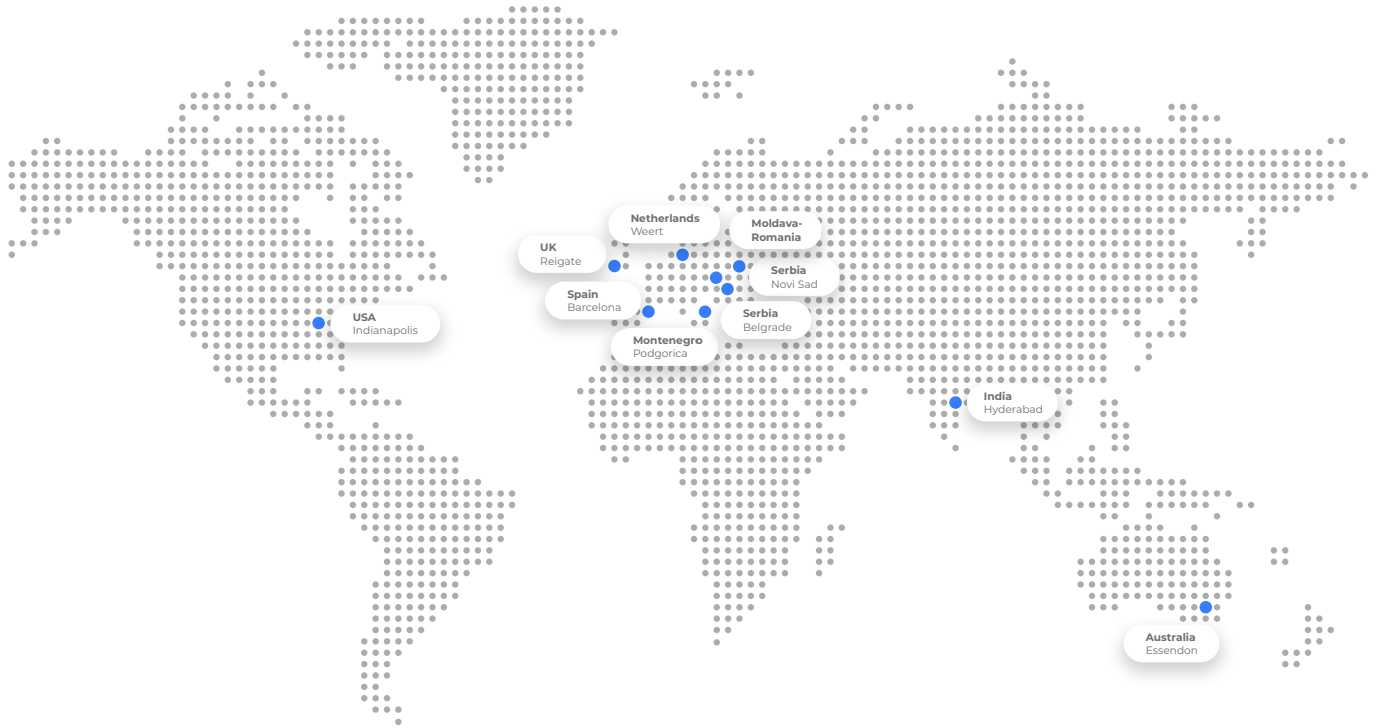 Netherlands
Weert
Moldava-
Romania
UK
Reigate
Serbia
Novi Sad
Spain
Barcelona
USA
Indianapolis
Serbia
Belgrade
Montenegro
Podgorica
India
Hyderabad
Australia
Essendon